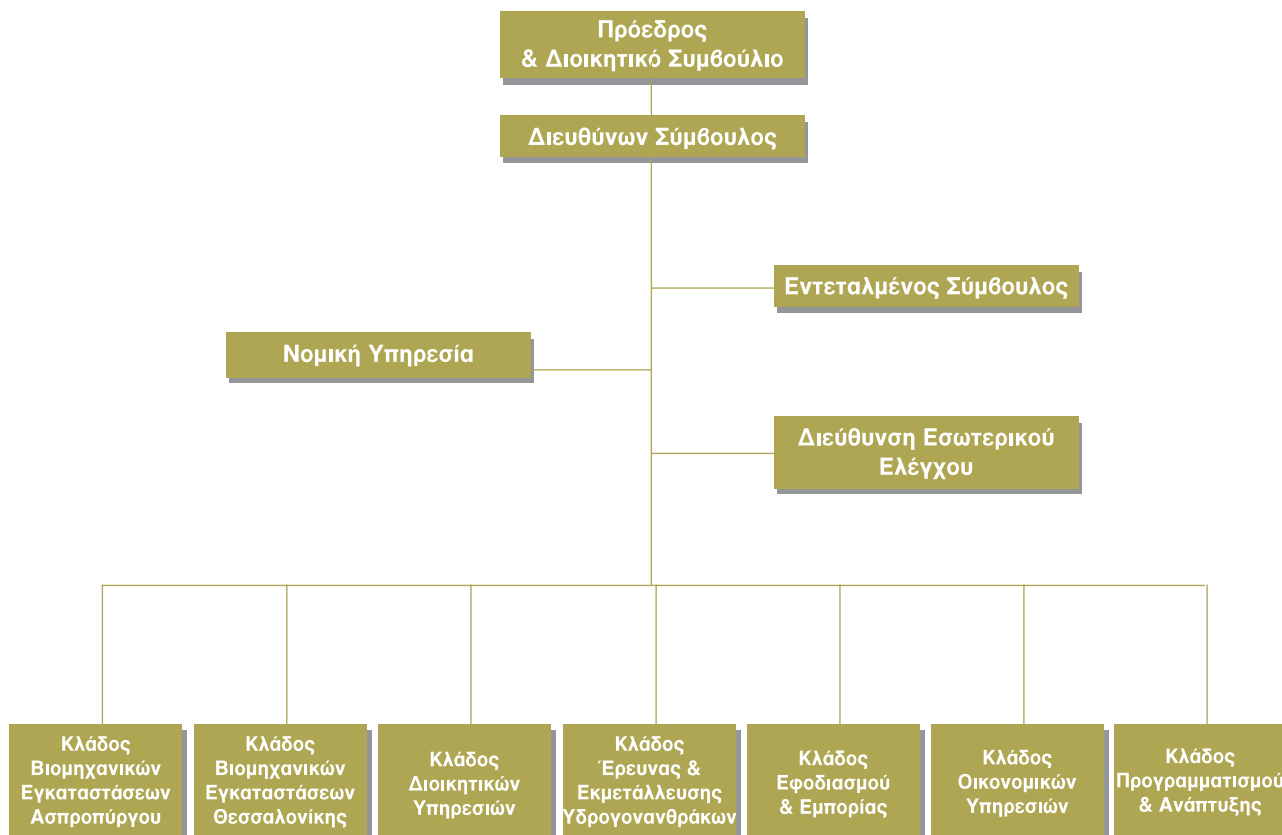 Πρόεδρος
& Διοικητικό Συμβούλιο
Διευθύνων Σύμβουλος
Εντεταλμένος Σύμβουλος
Νομική Υπηρεσία
Διεύθυνση Εσωτερικού
Ελέγχου
Κλάδος
Βιομηχανικών
Εγκαταστάσεων
Ασπροπύργου
Κλάδος
Βιομηχανικών
Εγκαταστάσεων
Θεσσαλονίκης
Κλάδος
Διοικητικών
Υπηρεσιών
Κλάδος
Έρευνας &
Εκμετάλλευσης
Υδρογονανθράκων
Κλάδος
Εφοδιασμού
& Εμπορίας
Κλάδος
Οικονομικών
Υπηρεσιών
Κλάδος
Προγραμματισμού
& Ανάπτυξης